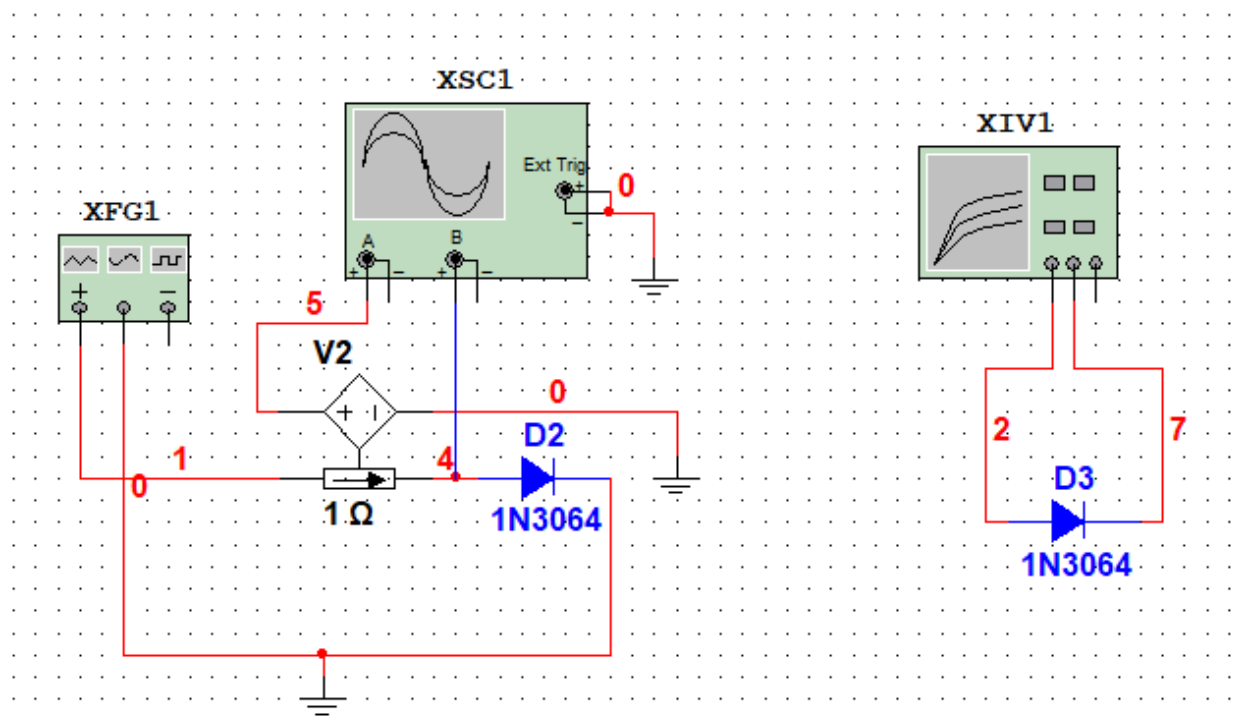 XSC1
XIV1
Ext Trig
+
0
−
XFG1
A
B
+
−
+
−
+
−
5
V2
0
+
−
D2
2
7
1
4
0
D3
1 Ω
1N3064
1N3064